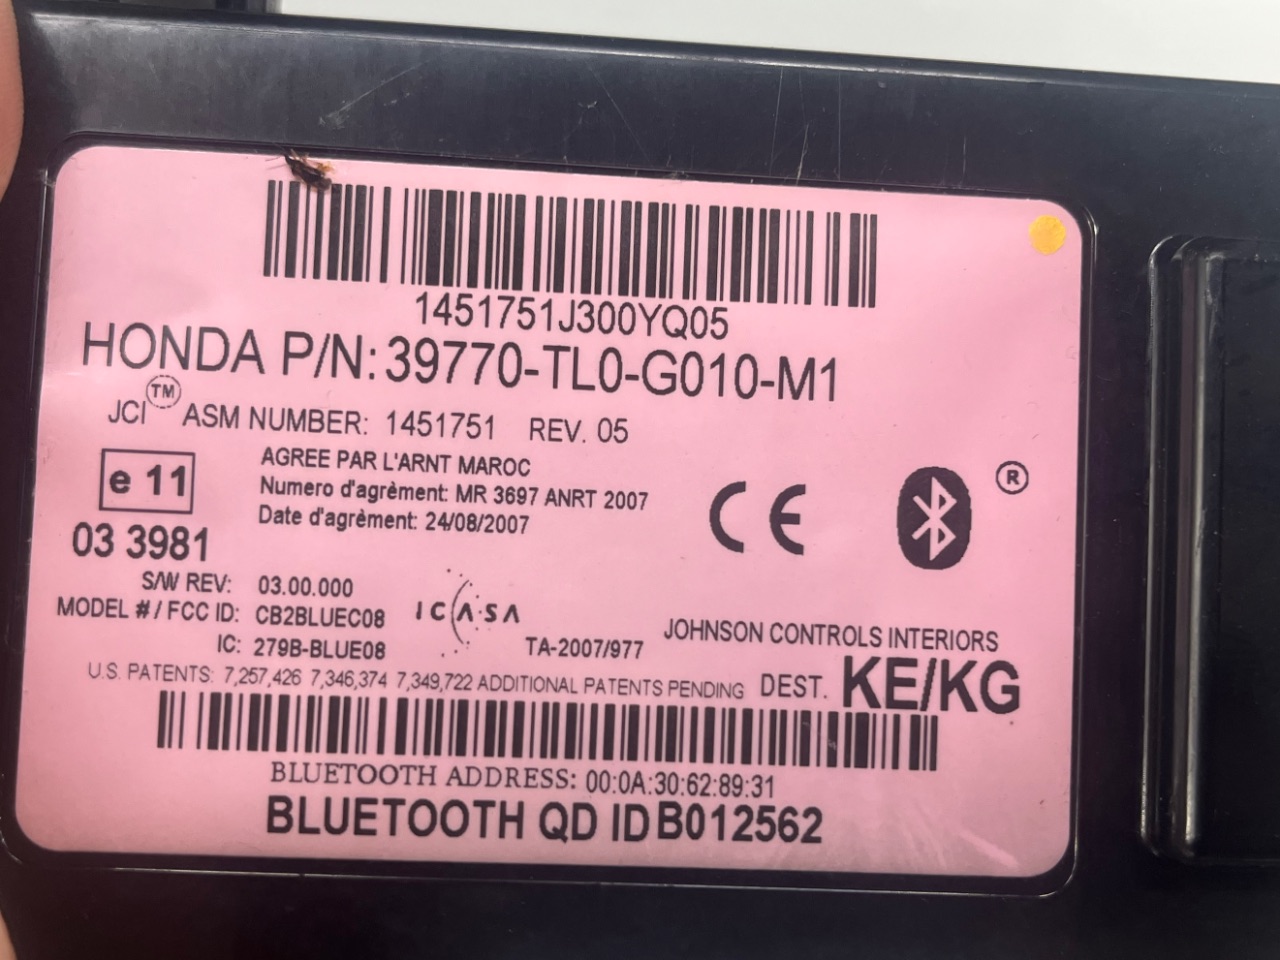 1451751J300YQ05
HONDA P/N: 39770-TL0-G010-M1
JCI™ ASM NUMBER: 1451751 REV. 05
e 11
AGREE PAR L'ARNT MAROC
Numero d'agrèment: MR 3697 ANRT 2007
Date d'agrèment: 24/08/2007
CE
®
03 3981
S/W REV: 03.00.000
MODEL # / FCC ID: CB2BLUEC08
ICASA
IC: 279B-BLUE08
TA-2007/977
JOHNSON CONTROLS INTERIORS
U.S. PATENTS: 7,257,426 7,346,374 7,349,722 ADDITIONAL PATENTS PENDING DEST. KE/KG
BLUETOOTH ADDRESS: 00:0A:30:62:89:31
BLUETOOTH QD ID B012562